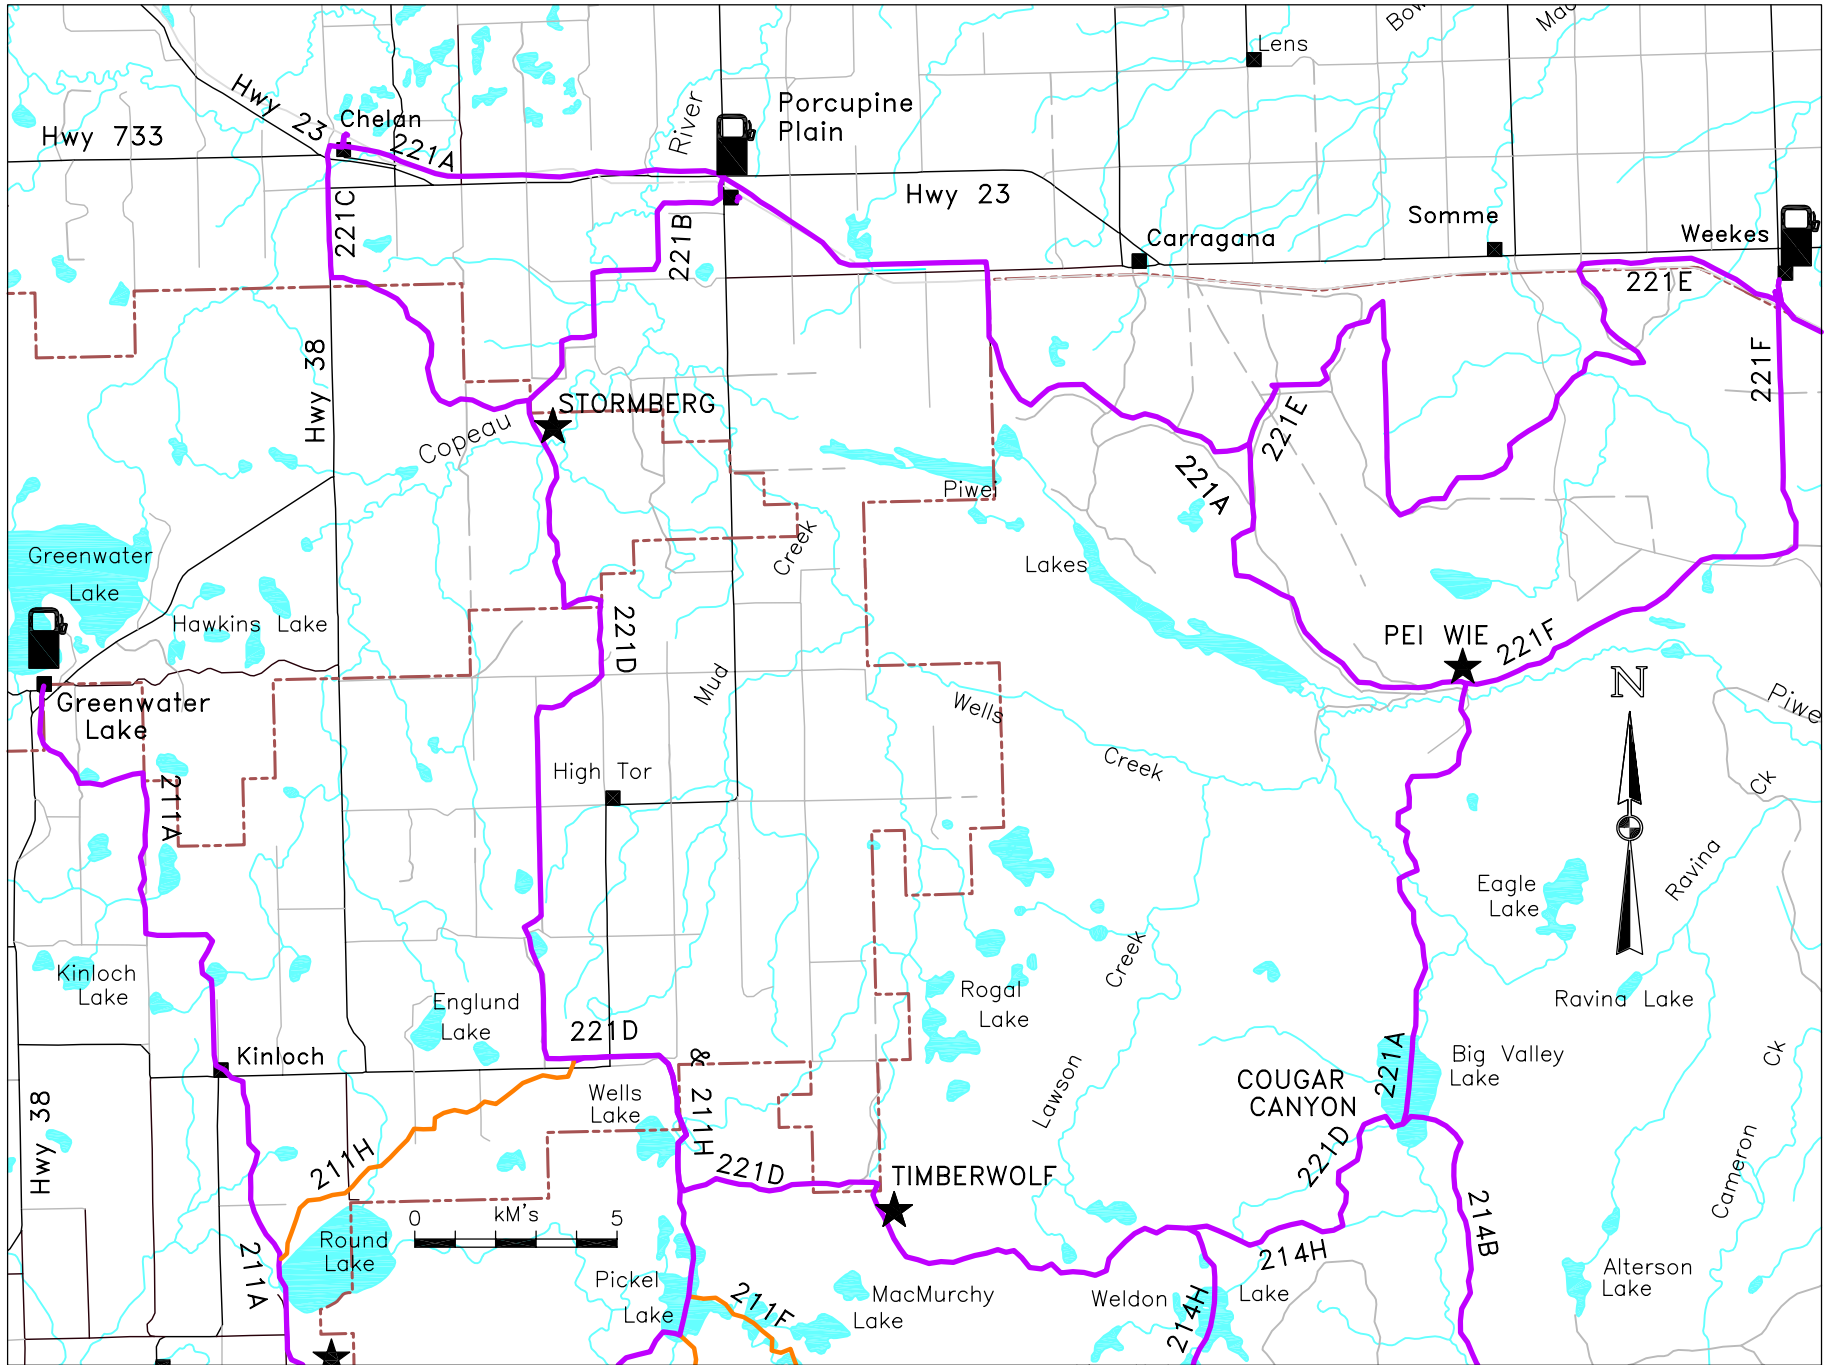 Lens
Hwy 23
Chelan
Hwy 733
221A
River
Porcupine
Plain
Hwy 23
221C
221B
Carragana
Somme
Weekes
221E
221F
Hwy 38
STORMBERG
Copeau
221E
221A
Piwei
Lakes
Greenwater
Lake
Hawkins Lake
Creek
Mud
221D
PEI WIE
221F
N
Greenwater
Lake
Wells
Creek
Piwe
Ck
Ravina
High Tor
211A
Eagle
Lake
Ravina Lake
Kinloch
Lake
Englund
Lake
Rogal
Lake
Creek
Lawson
221D
&
211H
Kinloch
Wells
Lake
221A
Big Valley
Lake
COUGAR
CANYON
Ck
Cameron
Hwy 38
211H
221D
TIMBERWOLF
221D
214B
0 kM's 5
Round
Lake
211A
Pickel
Lake
211F
MacMurchy
Lake
Weldon
Lake
214H
214H
Alterson
Lake